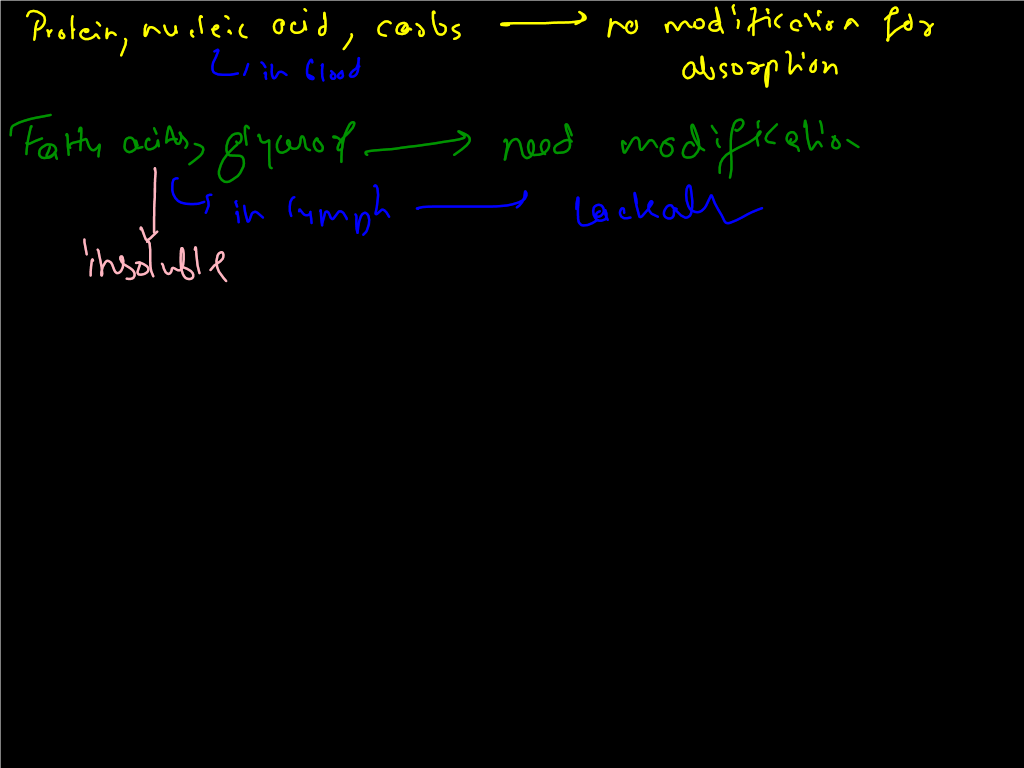 Protein, nucleic acid, carbs → no modification for
absorption
in blood
Fatty acids, glycerol → need modification
in lymph → Lacteals
insoluble